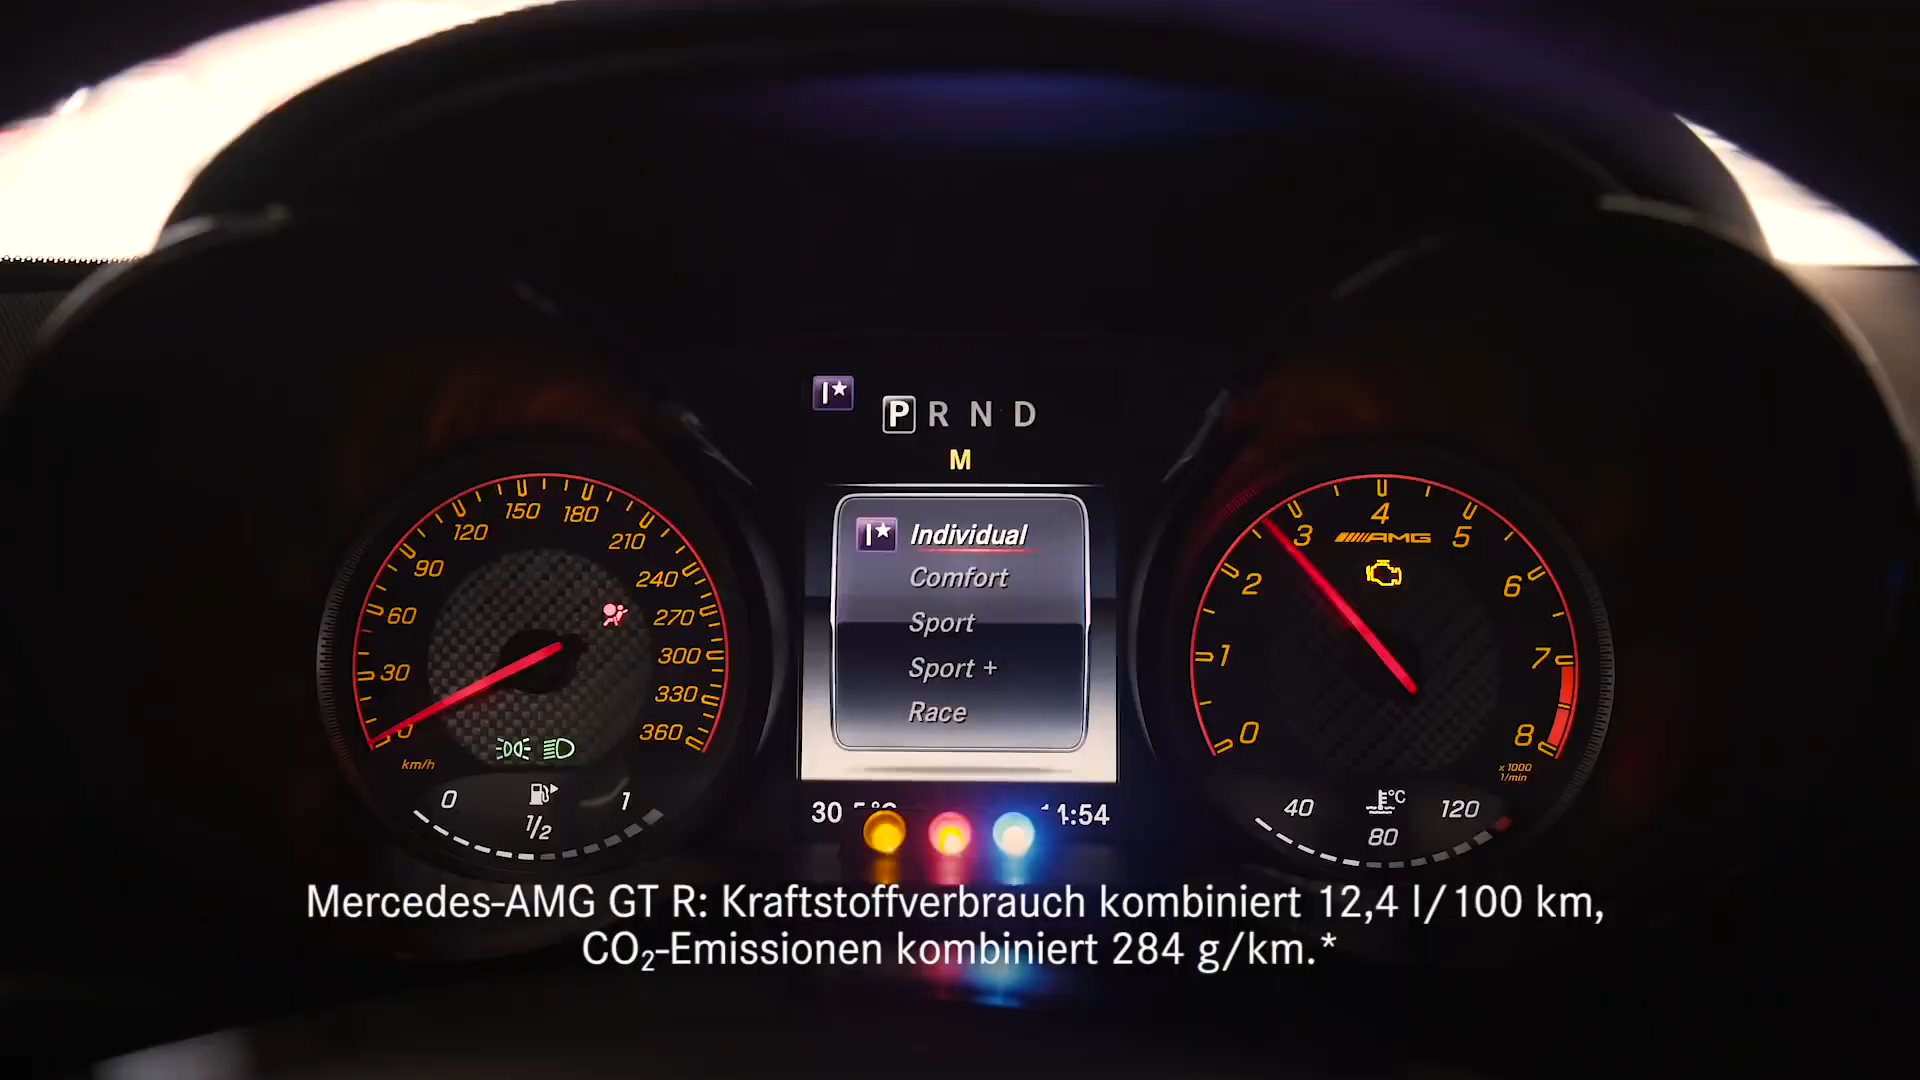 P R N D
M
Individual
Comfort
Sport
Sport +
Race
0
30
60
90
120
150
180
210
240
270
300
330
360
km/h
0
1/2
1
0
1
2
3
4
5
6
7
8
AMG
x 1000
1/min
40
°C
80
120
Mercedes-AMG GT R: Kraftstoffverbrauch kombiniert 12,4 l/100 km,
CO₂-Emissionen kombiniert 284 g/km.*